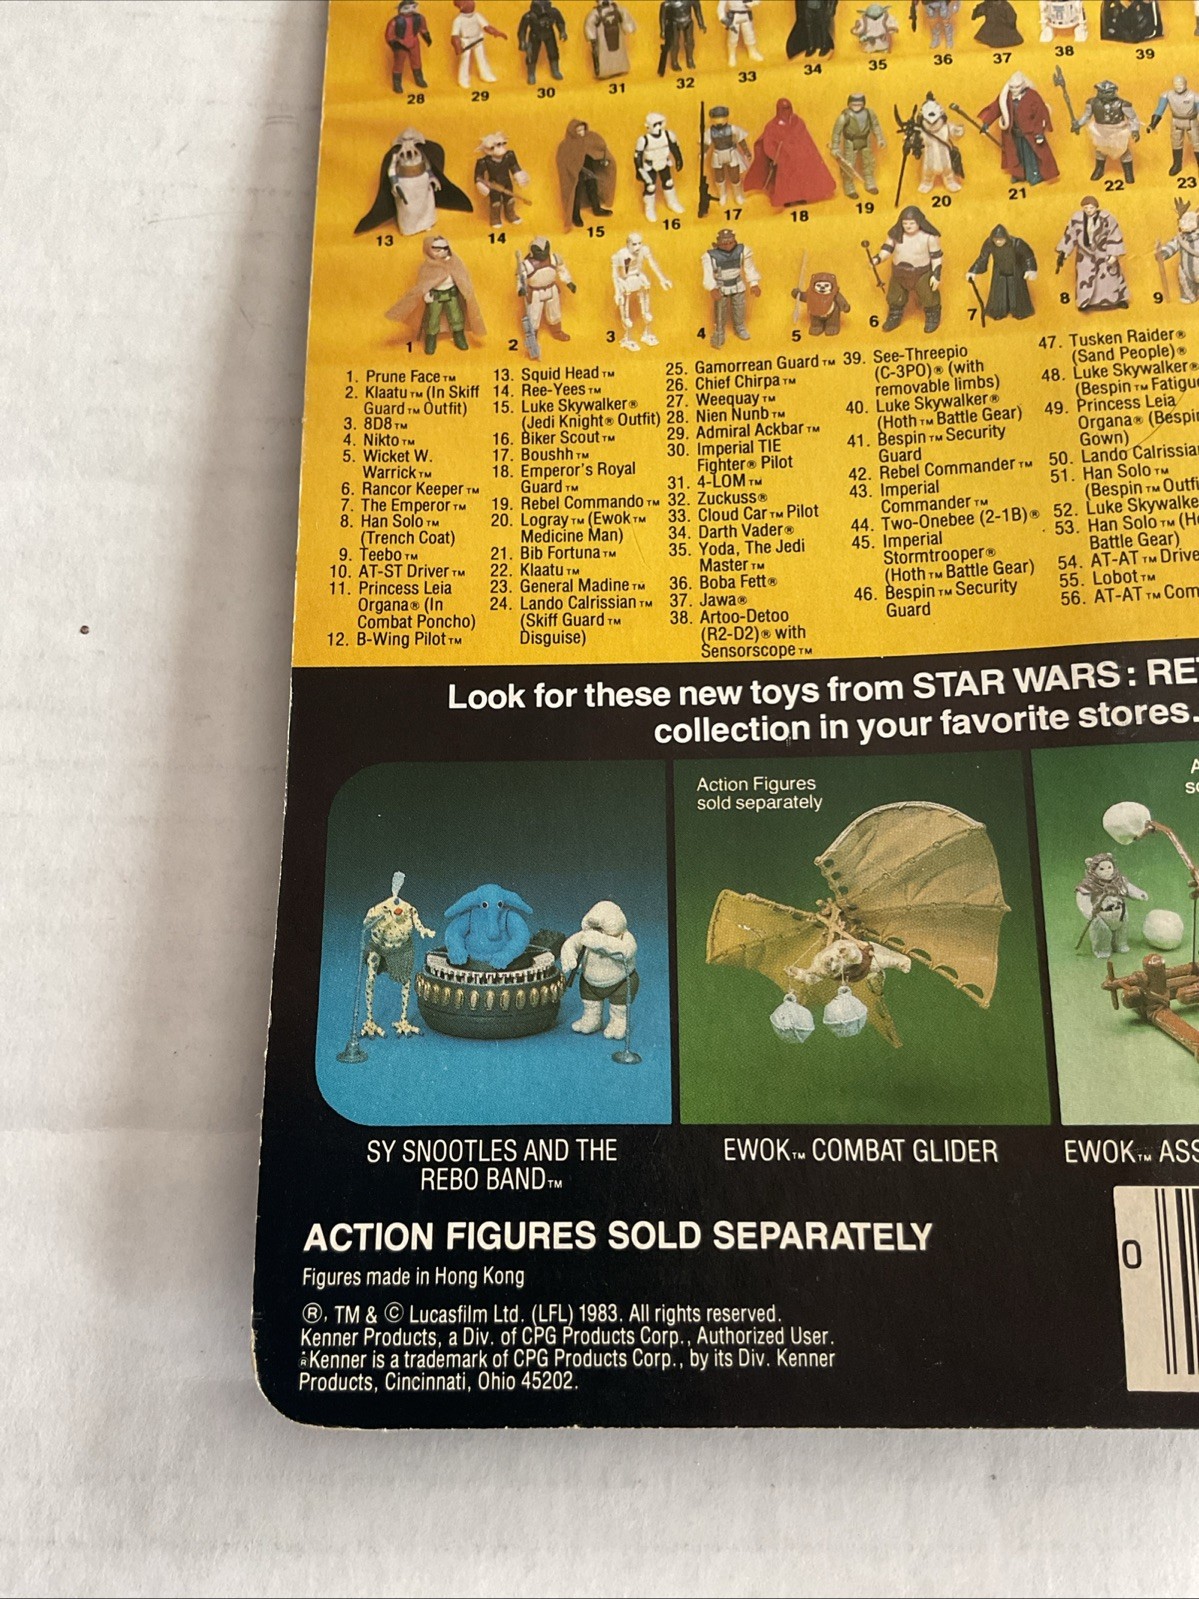 36
37
38
39
28
29
30
31
32
33
34
35
13
14
15
16
17
18
19
20
21
22
23
1
2
3
4
5
6
7
8
9
1. Prune Face™
2. Klaatu™ (In Skiff
Guard™ Outfit)
3. 8D8™
4. Nikto™
5. Wicket W.
Warrick™
6. Rancor Keeper™
7. The Emperor™
8. Han Solo™
(Trench Coat)
9. Teebo™
10. AT-ST Driver™
11. Princess Leia
Organa® (In
Combat Poncho)
12. B-Wing Pilot™
13. Squid Head™
14. Ree-Yees™
15. Luke Skywalker®
(Jedi Knight® Outfit)
16. Biker Scout™
17. Boushh™
18. Emperor's Royal
Guard™
19. Rebel Commando™
20. Logray™ (Ewok™
Medicine Man)
21. Bib Fortuna™
22. Klaatu™
23. General Madine™
24. Lando Calrissian™
(Skiff Guard™
Disguise)
25. Gamorrean Guard™
26. Chief Chirpa™
27. Weequay™
28. Nien Nunb™
29. Admiral Ackbar™
30. Imperial TIE
Fighter® Pilot
31. 4-LOM™
32. Zuckuss®
33. Cloud Car™ Pilot
34. Darth Vader®
35. Yoda, The Jedi
Master™
36. Boba Fett®
37. Jawa®
38. Artoo-Detoo
(R2-D2)® with
Sensorscope™
39. See-Threepio
(C-3PO)® (with
removable limbs)
40. Luke Skywalker®
(Hoth™ Battle Gear)
41. Bespin™ Security
Guard
42. Rebel Commander™
43. Imperial
Commander™
44. Two-Onebee (2-1B)®
45. Imperial
Stormtrooper®
(Hoth™ Battle Gear)
46. Bespin™ Security
Guard
47. Tusken Raider®
(Sand People)®
48. Luke Skywalker®
(Bespin™ Fatigu
49. Princess Leia
Organa® (Bespin
Gown)
50. Lando Calrissia
51. Han Solo™
(Bespin™ Outfi
52. Luke Skywalke
53. Han Solo™ (H
Battle Gear)
54. AT-AT™ Drive
55. Lobot™
56. AT-AT™ Com
Look for these new toys from STAR WARS: RE
collection in your favorite stores.
Action Figures
sold separately
A
so
SY SNOOTLES AND THE
REBO BAND™
EWOK™ COMBAT GLIDER
EWOK™ ASS
ACTION FIGURES SOLD SEPARATELY
Figures made in Hong Kong
®, TM & © Lucasfilm Ltd. (LFL) 1983. All rights reserved.
Kenner Products, a Div. of CPG Products Corp., Authorized User.
®Kenner is a trademark of CPG Products Corp., by its Div. Kenner
Products, Cincinnati, Ohio 45202.
0